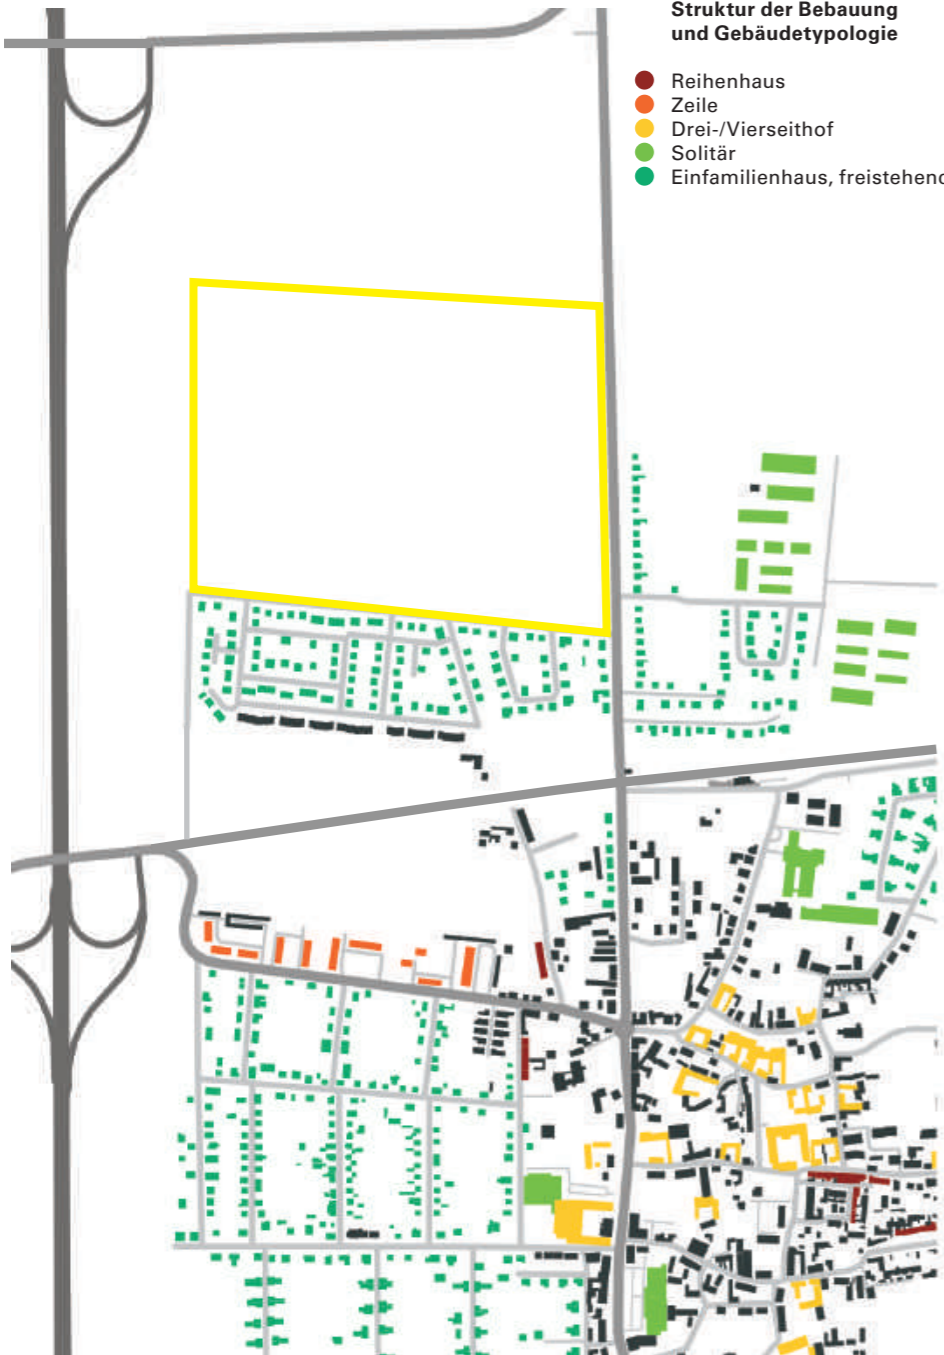 Struktur der Bebauung
und Gebäudetypologie
Reihenhaus
Zeile
Drei-/Vierseithof
Solitär
Einfamilienhaus, freistehend